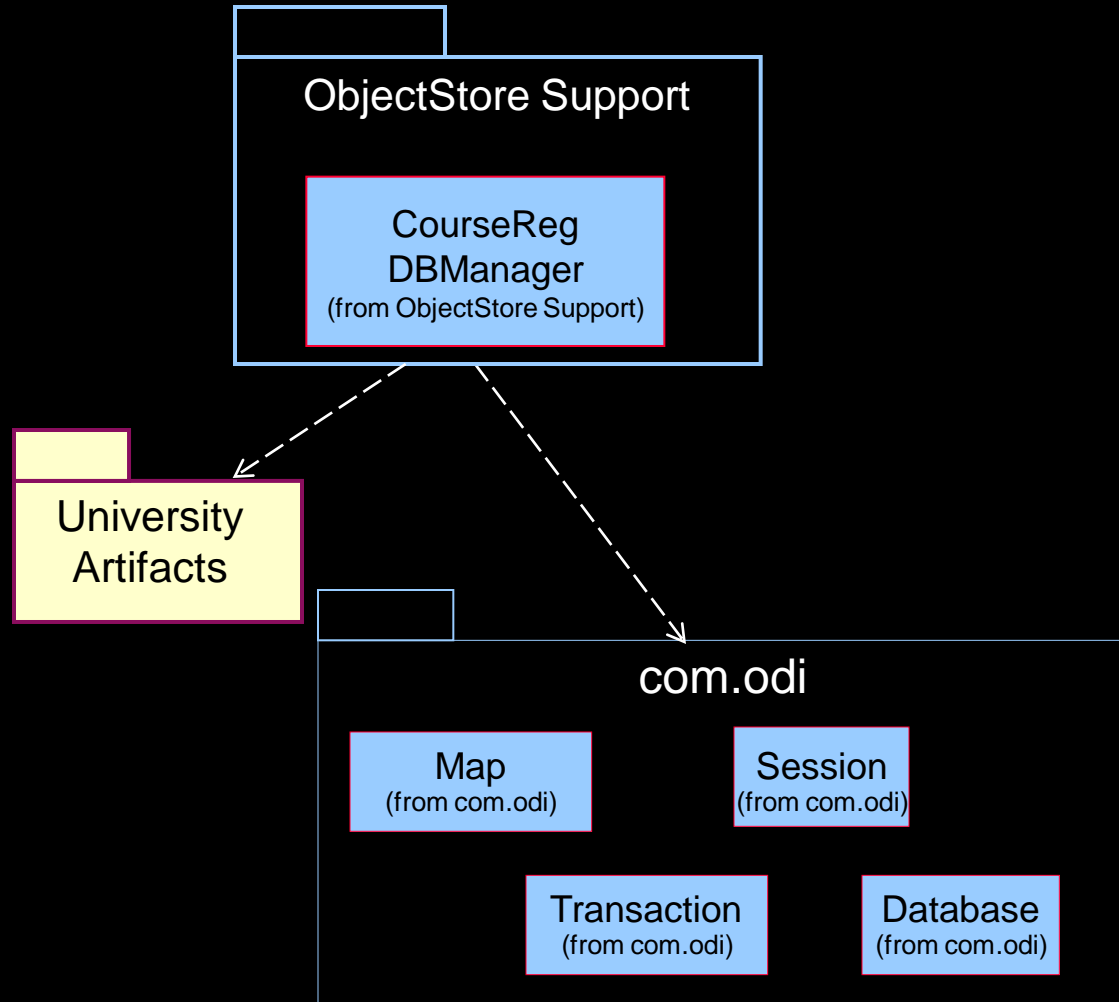 ObjectStore Support
CourseReg
DBManager
(from ObjectStore Support)
University
Artifacts
com.odi
Map
(from com.odi)
Session
(from com.odi)
Transaction
(from com.odi)
Database
(from com.odi)